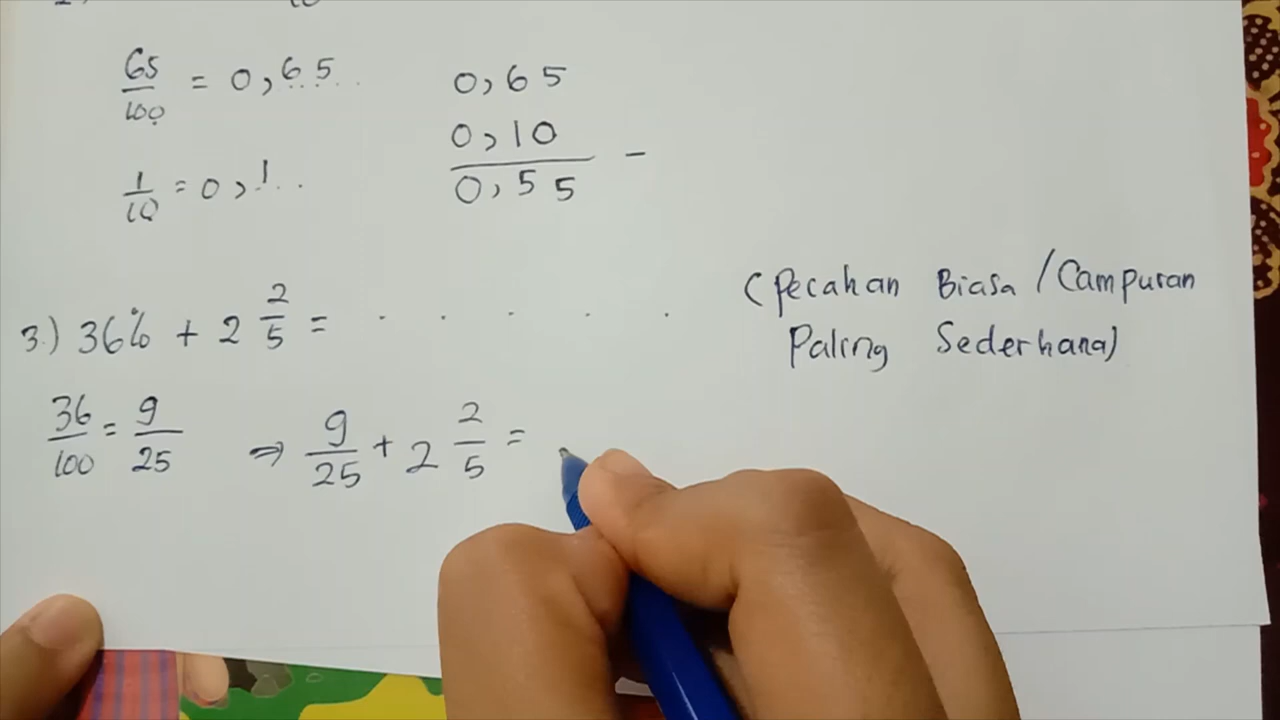 65/100 = 0,65.. 0,65
0,10 -
1/10 = 0,1.. 0,55
3.) 36% + 2 2/5 = . . . . . (Pecahan Biasa/Campuran
Paling Sederhana)
36/100 = 9/25 ⇒ 9/25 + 2 2/5 =